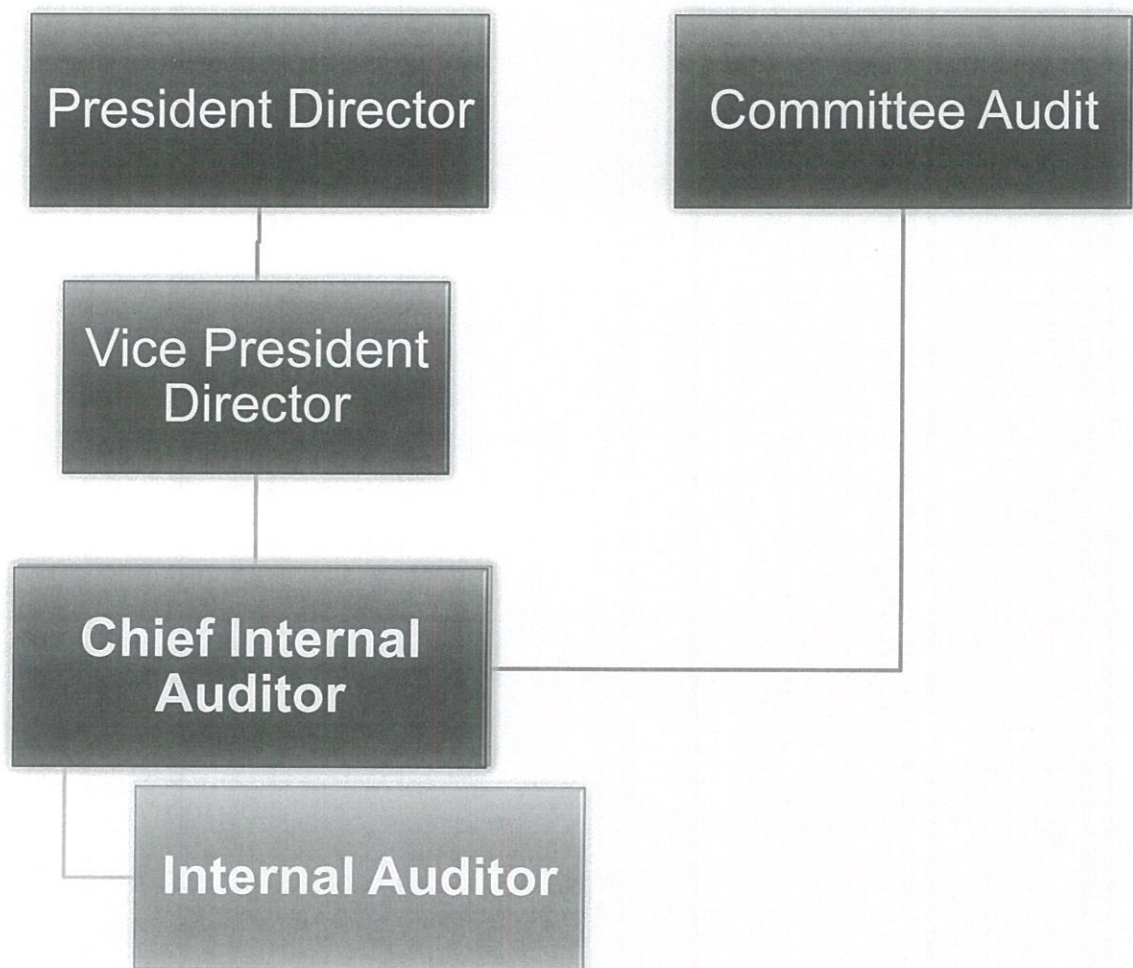 President Director
Committee Audit
Vice President
Director
Chief Internal
Auditor
Internal Auditor